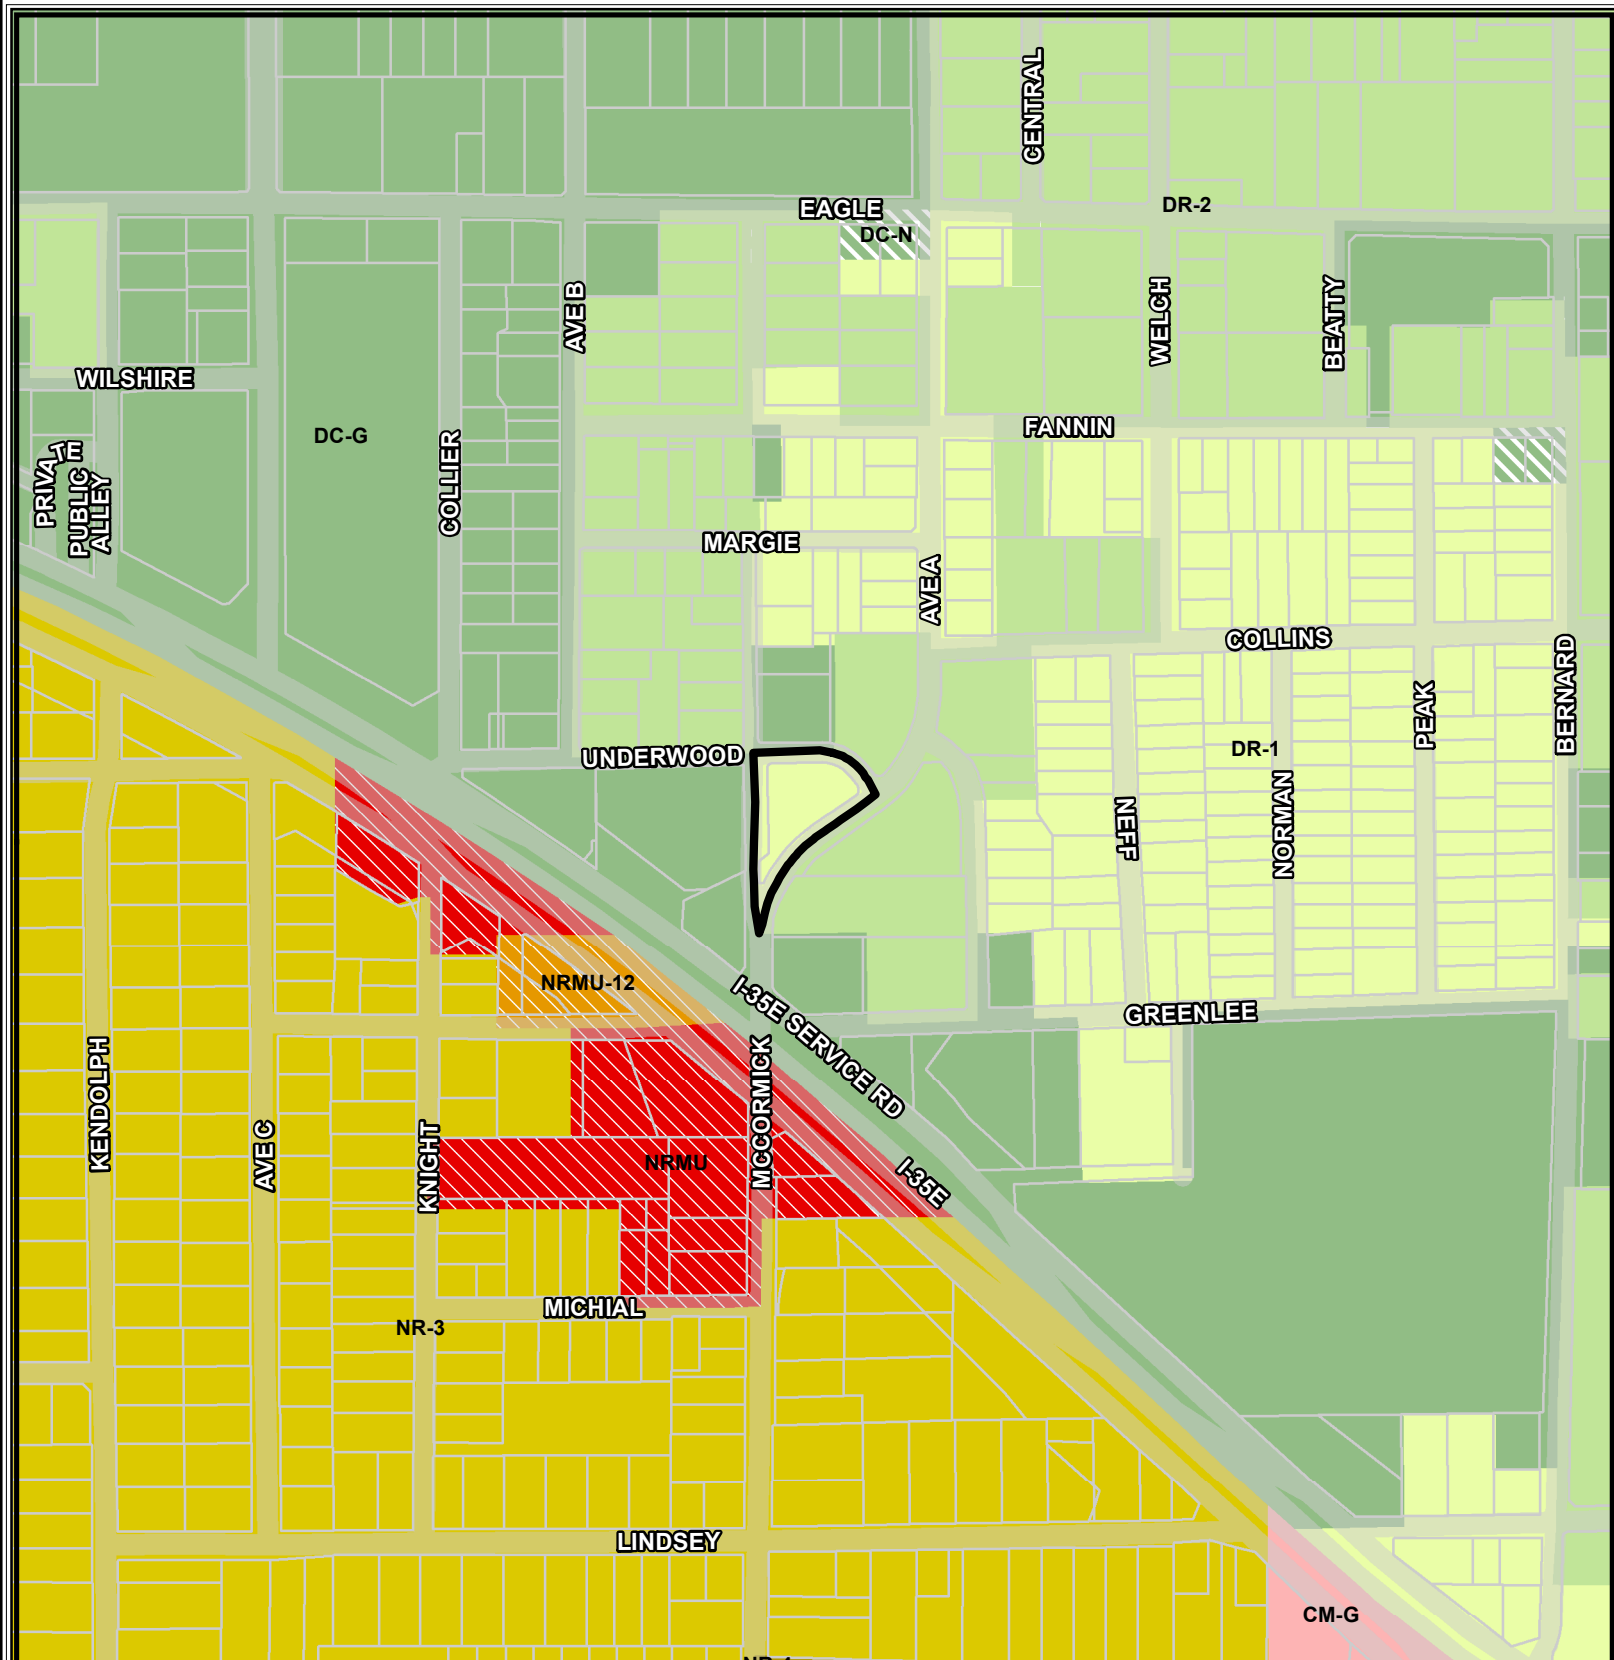 CENTRAL
DR-2
EAGLE
DC-N
AVE B
WELCH
BEATTY
WILSHIRE
DC-G
FANNIN
COLLIER
PRIVATE
PUBLIC
ALLEY
MARGIE
AVE A
COLLINS
BERNARD
PEAK
UNDERWOOD
DR-1
NORMAN
NEFF
NRMU-12
I-35E SERVICE RD
GREENLEE
KENDOLPH
AVE C
KNIGHT
MCCORMICK
NRMU
I-35E
MICHIAL
NR-3
LINDSEY
CM-G